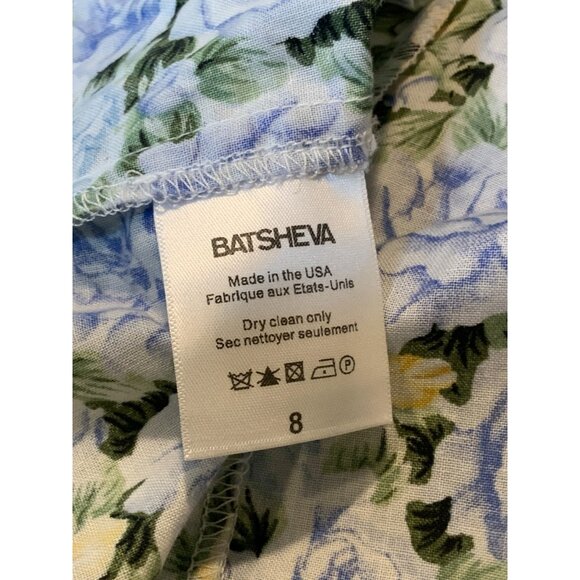 BATSHEVA
Made in the USA
Fabrique aux Etats-Unis
Dry clean only
Sec nettoyer seulement
P
8